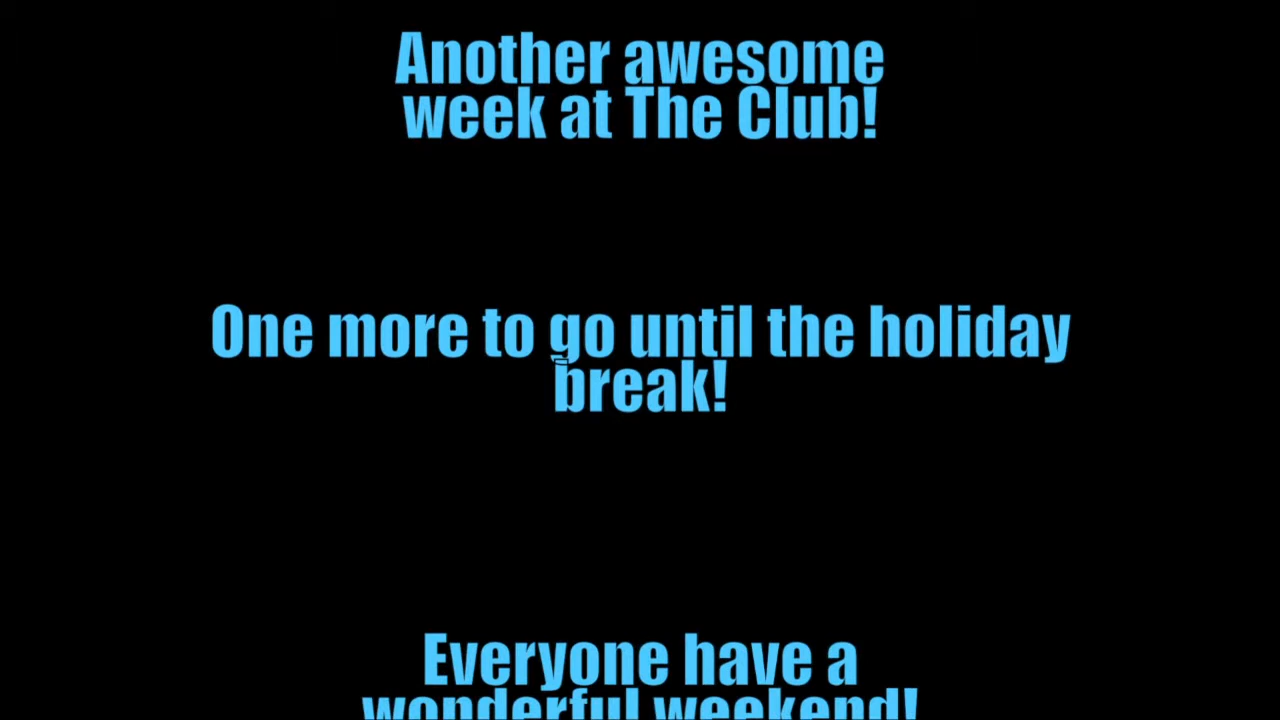 Another awesome
week at The Club!
One more to go until the holiday
break!
Everyone have a
wonderful weekend!